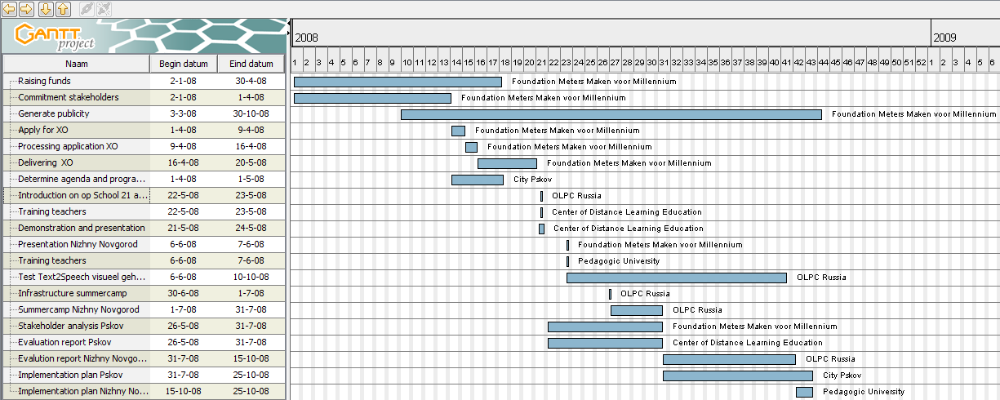 GANTT
project
2008 2009
Naam Begin datum Eind datum 1 2 3 4 5 6 7 8 9 10 11 12 13 14 15 16 17 18 19 20 21 22 23 24 25 26 27 28 29 30 31 32 33 34 35 36 37 38 39 40 41 42 43 44 45 46 47 48 49 50 51 52 1 2 3 4 5 6
Raising funds 2-1-08 30-4-08 Foundation Meters Maken voor Millennium
Commitment stakeholders 2-1-08 1-4-08 Foundation Meters Maken voor Millennium
Generate publicity 3-3-08 30-10-08 Foundation Meters Maken voor Millennium
Apply for XO 1-4-08 9-4-08 Foundation Meters Maken voor Millennium
Processing application XO 9-4-08 16-4-08 Foundation Meters Maken voor Millennium
Delivering XO 16-4-08 20-5-08 Foundation Meters Maken voor Millennium
Determine agenda and progra... 1-4-08 1-5-08 City Pskov
Introduction on op School 21 a... 22-5-08 23-5-08 OLPC Russia
Training teachers 22-5-08 23-5-08 Center of Distance Learning Education
Demonstration and presentation 21-5-08 24-5-08 Center of Distance Learning Education
Presentation Nizhny Novgorod 6-6-08 7-6-08 Foundation Meters Maken voor Millennium
Training teachers 6-6-08 7-6-08 Pedagogic University
Test Text2Speech visueel geh... 6-6-08 10-10-08 OLPC Russia
Infrastructure summercamp 30-6-08 1-7-08 OLPC Russia
Summercamp Nizhny Novgorod 1-7-08 31-7-08 OLPC Russia
Stakeholder analysis Pskov 26-5-08 31-7-08 Foundation Meters Maken voor Millennium
Evaluation report Pskov 26-5-08 31-7-08 Center of Distance Learning Education
Evalution report Nizhny Novgo... 31-7-08 15-10-08 OLPC Russia
Implementation plan Pskov 31-7-08 25-10-08 City Pskov
Implementation plan Nizhny No... 15-10-08 25-10-08 Pedagogic University